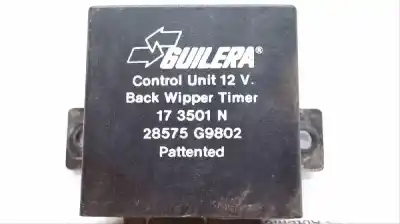 GUILERA®
Control Unit 12 V.
Back Wipper Timer
17 3501 N
28575 G9802
Pattented